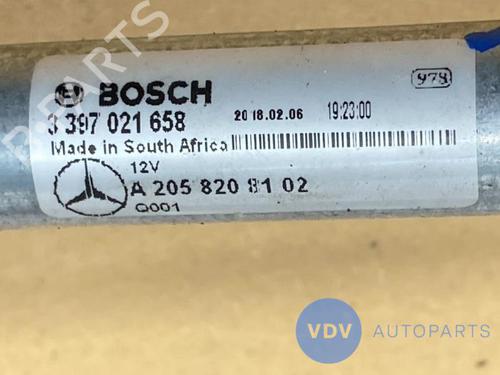 978
BOSCH
3 397 021 658 2018.02.06 19:23:00
Made in South Africa
12V
A 205 820 81 02
Q001
VDV AUTOPARTS